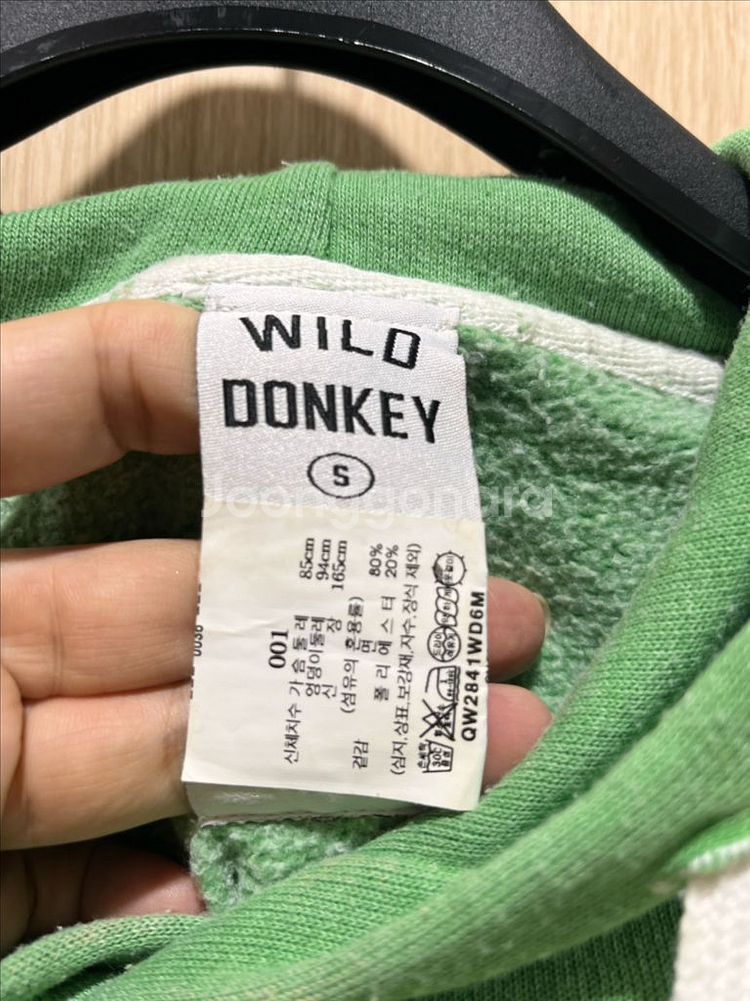 WILD
DONKEY
S
Joonggonara
001
신체치수 가슴둘레 85cm
엉덩이둘레 94cm
신 장 165cm
(섬유의 혼용률)
겉감 면 80%
폴리에스터 20%
(심지.상표.보강재.자수.장식 제외)
QW2841WD6M
0036